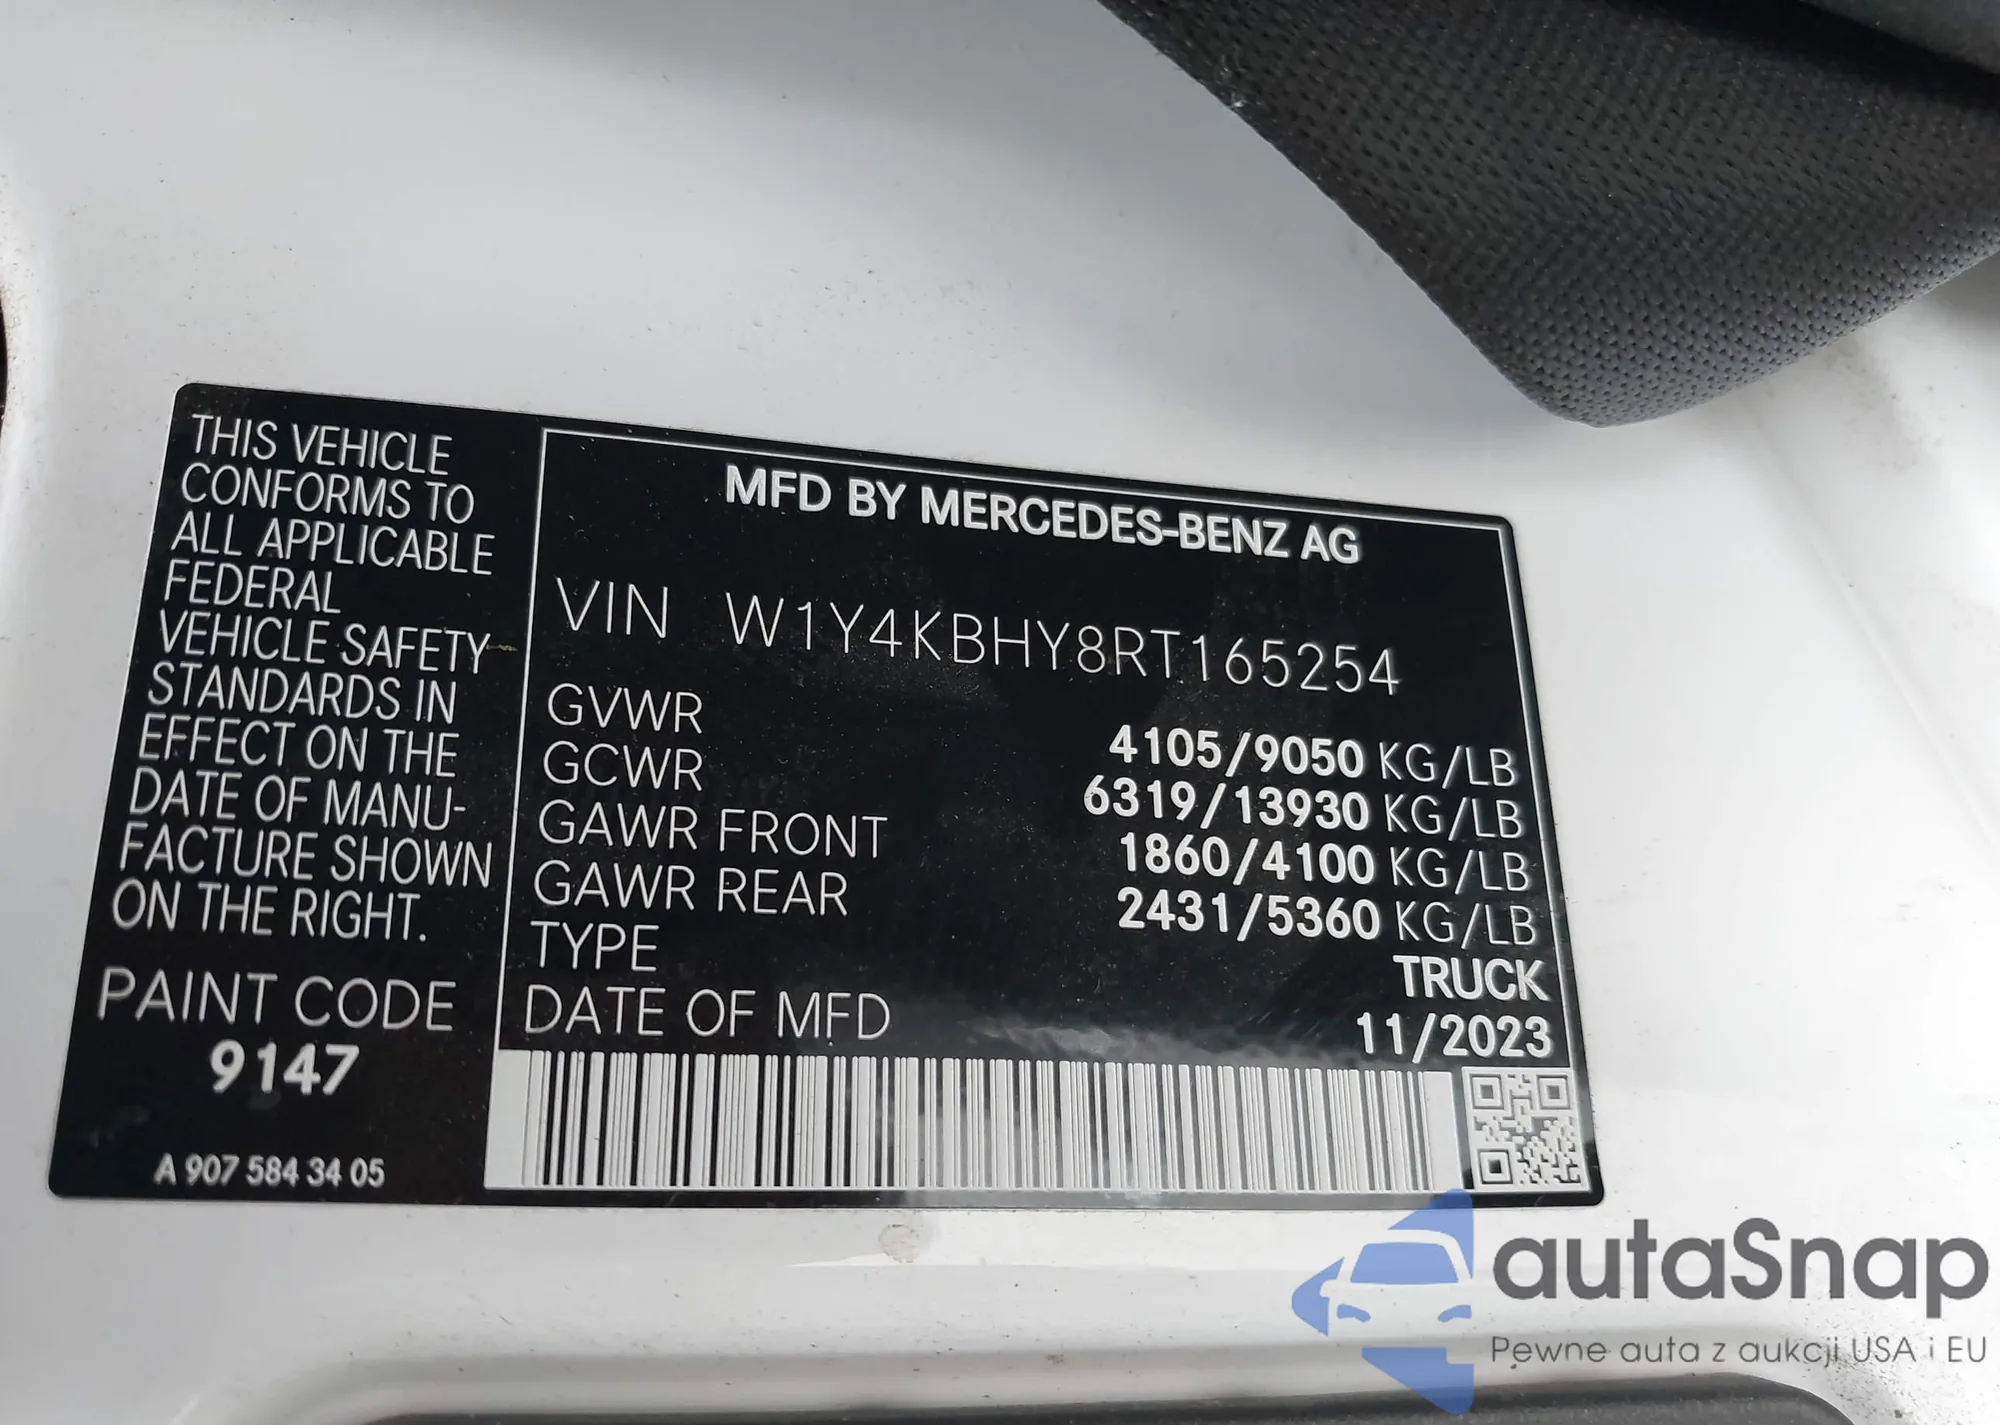 THIS VEHICLE
CONFORMS TO
ALL APPLICABLE
FEDERAL
VEHICLE SAFETY
STANDARDS IN
EFFECT ON THE
DATE OF MANU-
FACTURE SHOWN
ON THE RIGHT.
PAINT CODE
9147
A 907 584 34 05
MFD BY MERCEDES-BENZ AG
VIN W1Y4KBHY8RT165254
GVWR 4105/9050 KG/LB
GCWR 6319/13930 KG/LB
GAWR FRONT 1860/4100 KG/LB
GAWR REAR 2431/5360 KG/LB
TYPE TRUCK
DATE OF MFD 11/2023
autaSnap
Pewne auta z aukcji USA i EU